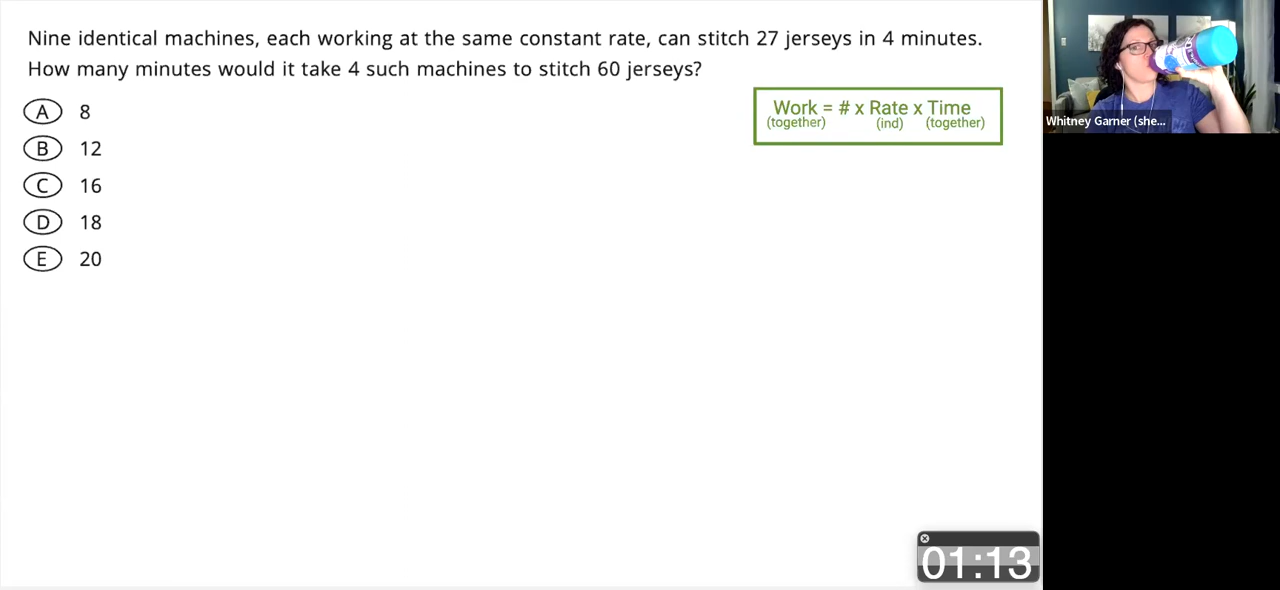 Nine identical machines, each working at the same constant rate, can stitch 27 jerseys in 4 minutes.
How many minutes would it take 4 such machines to stitch 60 jerseys?
A 8
B 12
C 16
D 18
E 20
Work = # x Rate x Time
(together) (ind) (together)
Whitney Garner (she...
01:13